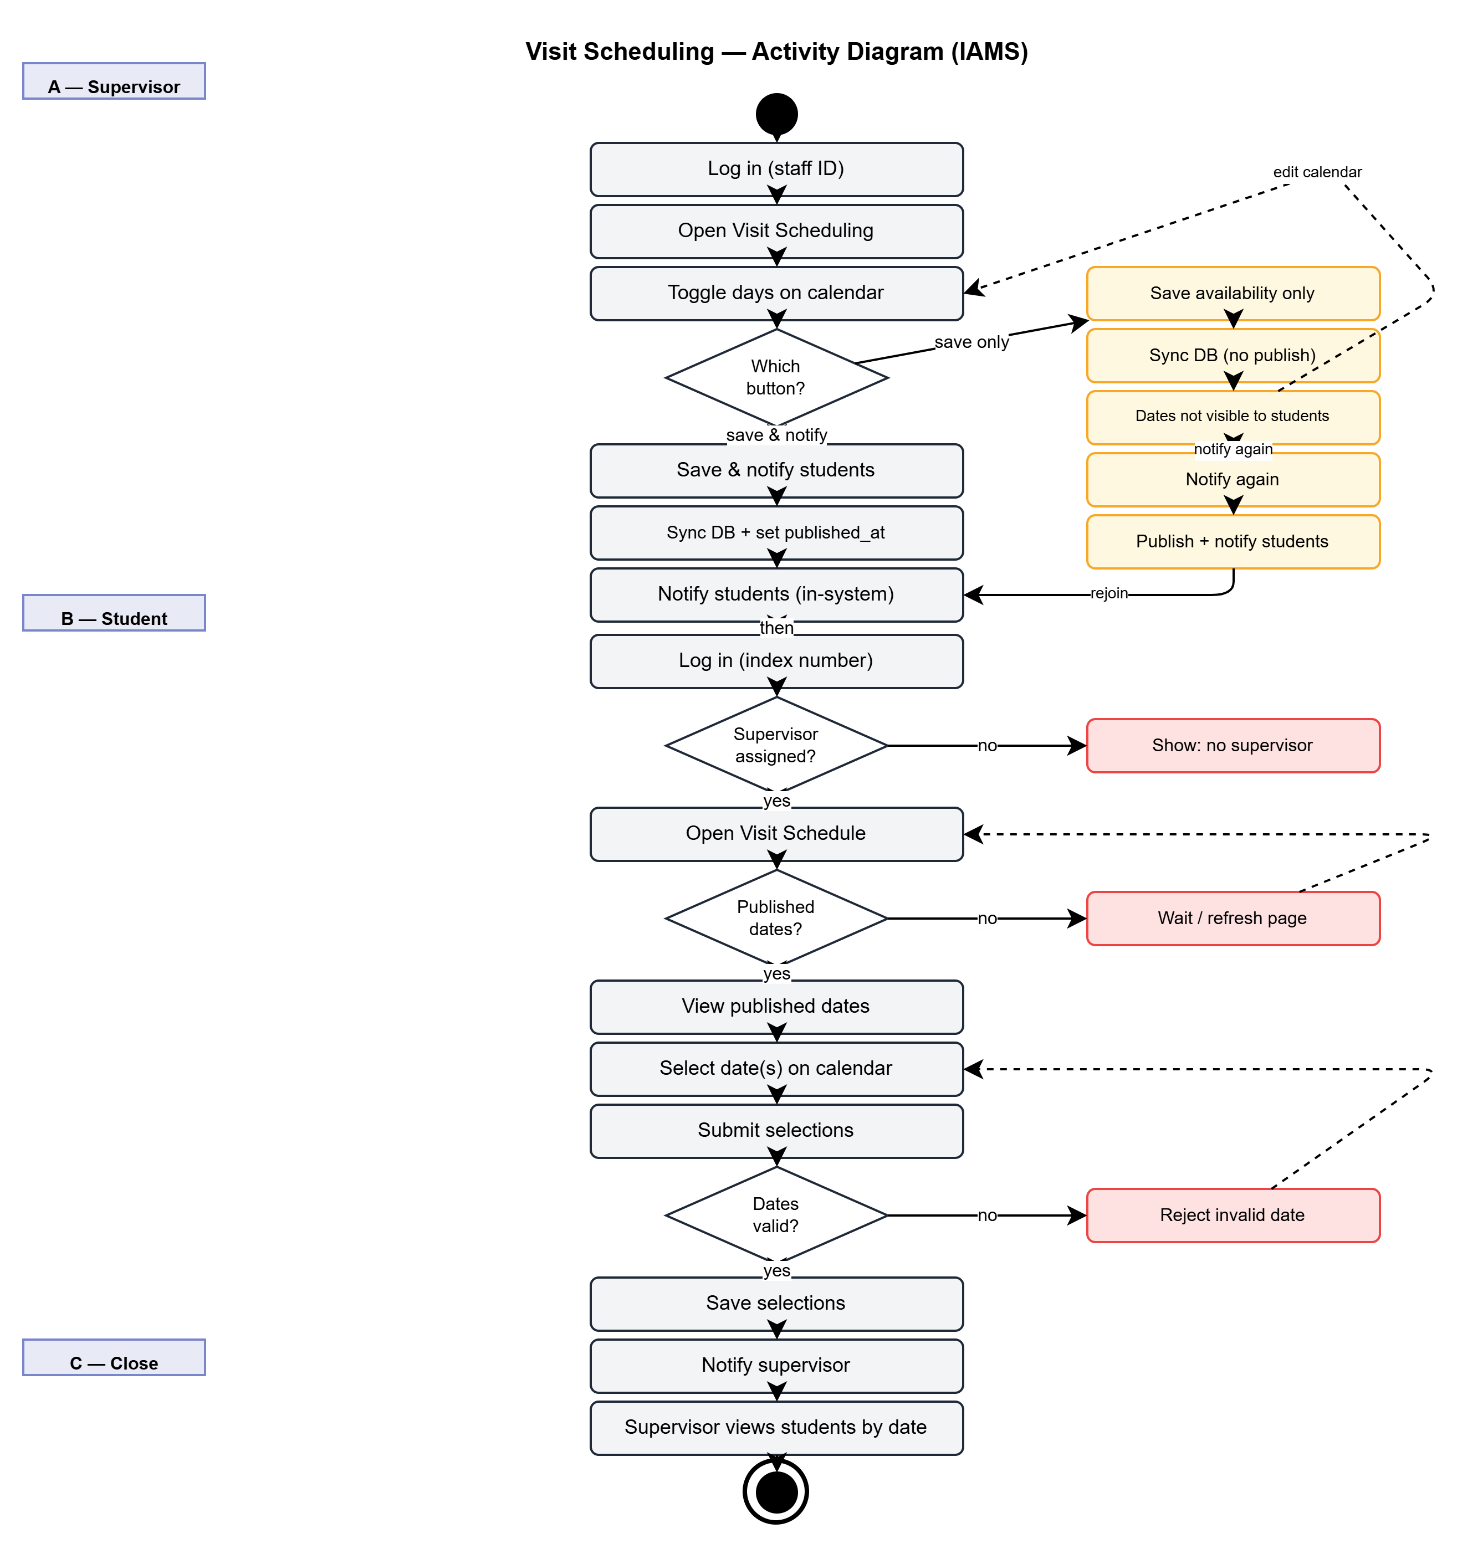 Visit Scheduling — Activity Diagram (IAMS)
A — Supervisor
Log in (staff ID)
edit calendar
Open Visit Scheduling
Toggle days on calendar
Save availability only
save only
Sync DB (no publish)
Which
button?
Dates not visible to students
save & notify
notify again
Save & notify students
Notify again
Sync DB + set published_at
Publish + notify students
Notify students (in-system)
rejoin
B — Student
then
Log in (index number)
Supervisor
assigned?
no
Show: no supervisor
yes
Open Visit Schedule
Published
dates?
no
Wait / refresh page
yes
View published dates
Select date(s) on calendar
Submit selections
Dates
valid?
no
Reject invalid date
yes
Save selections
C — Close
Notify supervisor
Supervisor views students by date